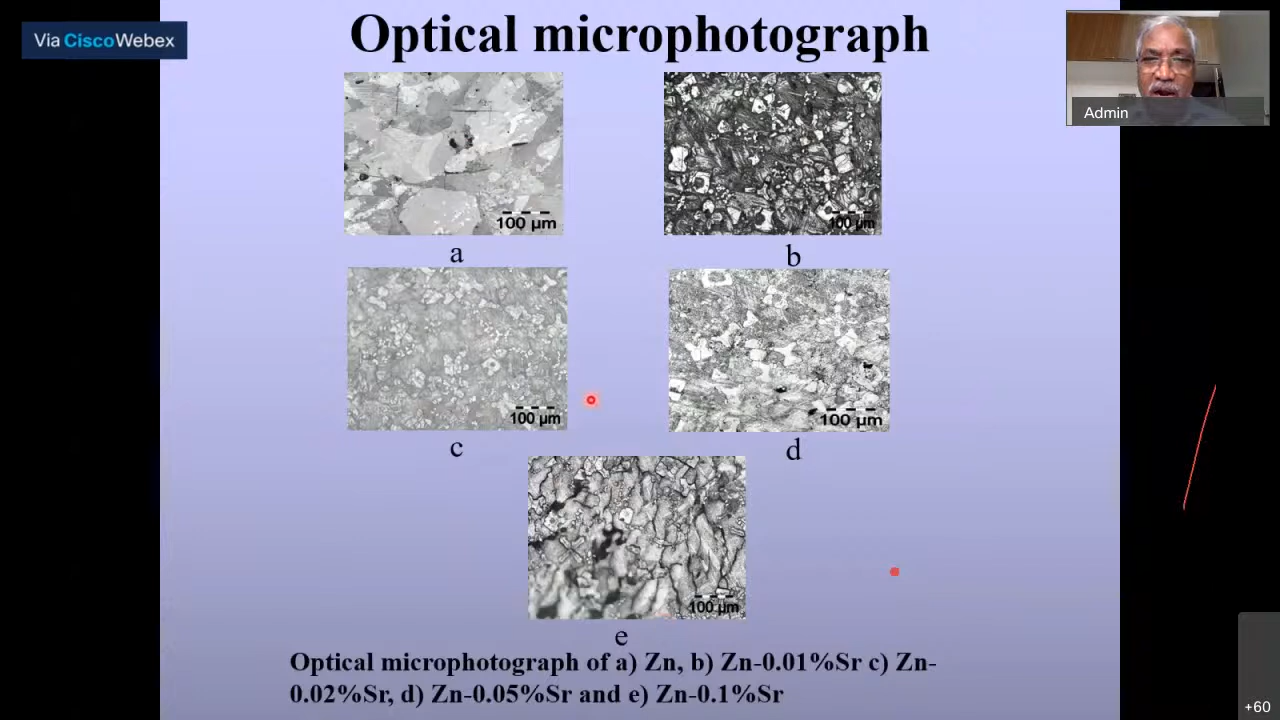 Via CiscoWebex
Optical microphotograph
Admin
100 µm
100 µm
a
b
100 µm
100 µm
c
d
100 µm
e
Optical microphotograph of a) Zn, b) Zn-0.01%Sr c) Zn-
0.02%Sr, d) Zn-0.05%Sr and e) Zn-0.1%Sr
+60